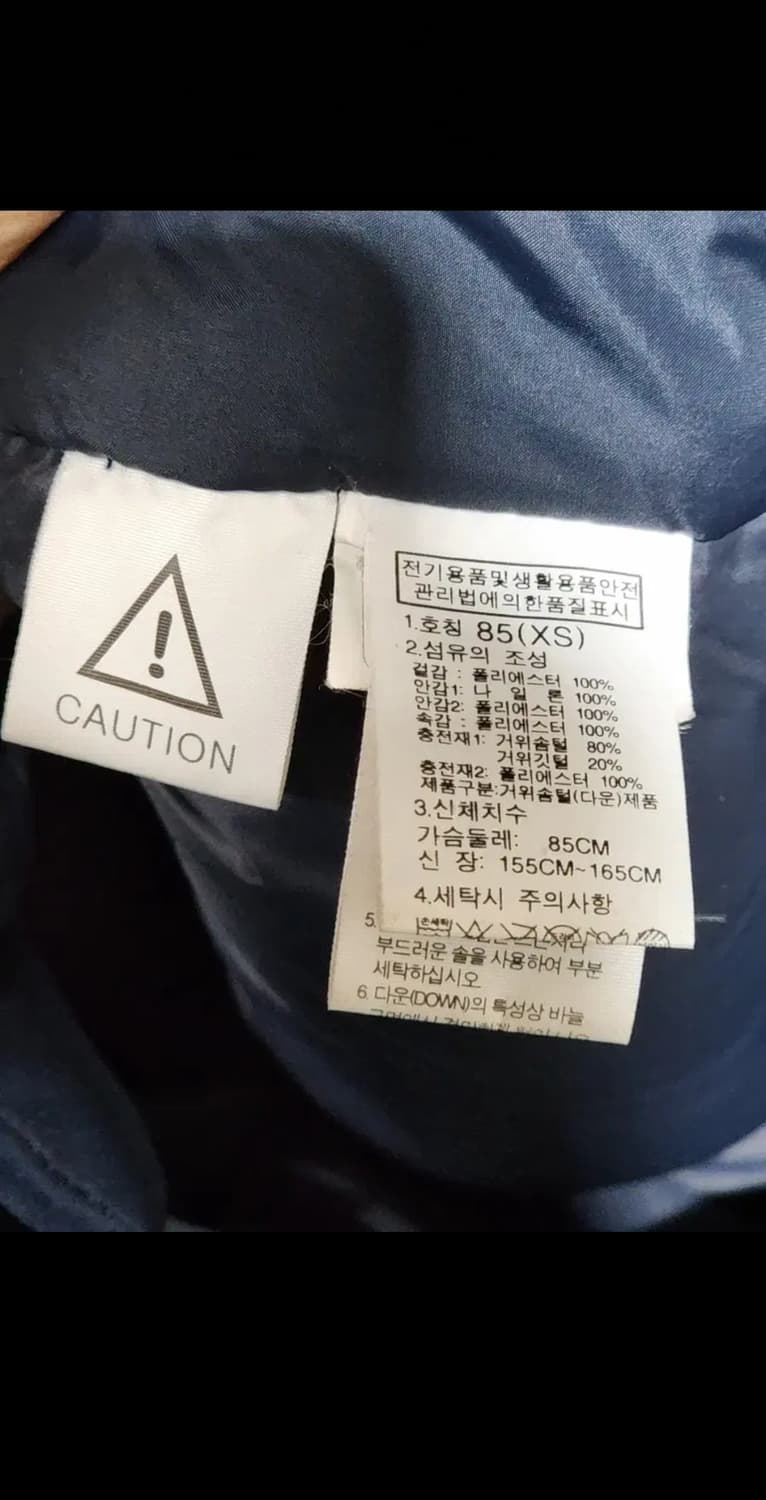 CAUTION
전기용품및생활용품안전
관리법에의한품질표시
1.호칭 85(XS)
2.섬유의 조성
겉감 : 폴리에스터 100%
안감1: 나 일 론 100%
안감2: 폴리에스터 100%
속감 : 폴리에스터 100%
충전재1: 거위솜털 80%
거위깃털 20%
충전재2: 폴리에스터 100%
제품구분:거위솜털(다운)제품
3.신체치수
가슴둘레: 85CM
신 장: 155CM~165CM
4.세탁시 주의사항
손세탁
5.
부드러운 솔을 사용하여 부분
세탁하십시오
6. 다운(DOWN)의 특성상 바늘